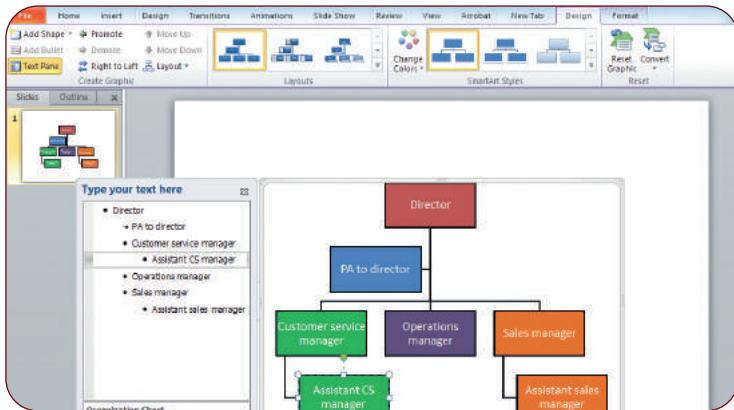 File Home Insert Design Transitions Animations Slide Show Review View Acrobat New Tab Design Format
Add Shape Promote Move Up
Add Bullet Demote Move Down
Text Pane Right to Left Layout
Create Graphic
Layouts
Change Colors
SmartArt Styles
Reset Graphic Convert
Reset
Slides Outline
1
Type your text here
Director
PA to director
Customer service manager
Assistant CS manager
Operations manager
Sales manager
Assistant sales manager
Organization Chart
Director
PA to director
Customer service
manager
Operations
manager
Sales manager
Assistant CS
manager
Assistant sales
manager